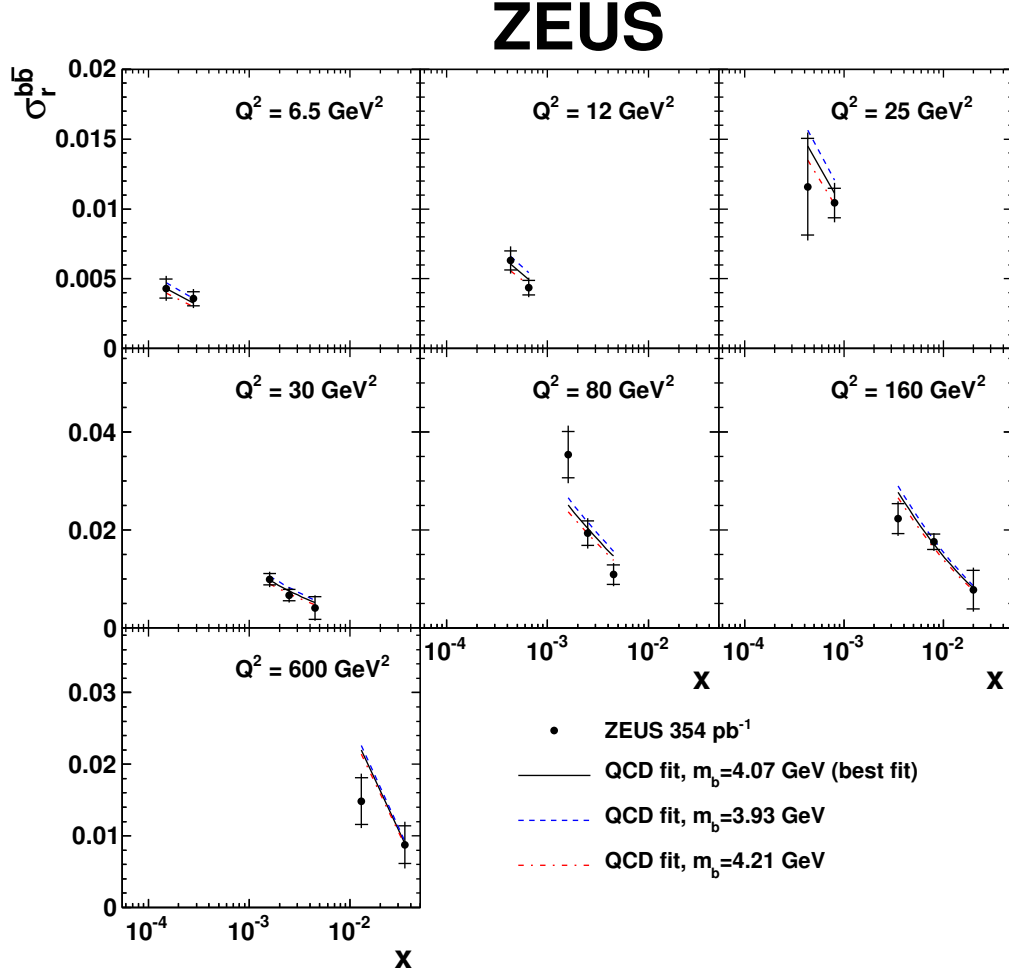 ZEUS
σ_r^{bb̄}
0.02
0.015
0.01
0.005
0
Q² = 6.5 GeV²
Q² = 12 GeV²
Q² = 25 GeV²
0.04
0.02
0
Q² = 30 GeV²
Q² = 80 GeV²
Q² = 160 GeV²
10⁻⁴ 10⁻³ 10⁻² x
10⁻⁴ 10⁻³ 10⁻² x
0.03
0.02
0.01
0
Q² = 600 GeV²
10⁻⁴ 10⁻³ 10⁻² x
ZEUS 354 pb⁻¹
QCD fit, m_b=4.07 GeV (best fit)
QCD fit, m_b=3.93 GeV
QCD fit, m_b=4.21 GeV